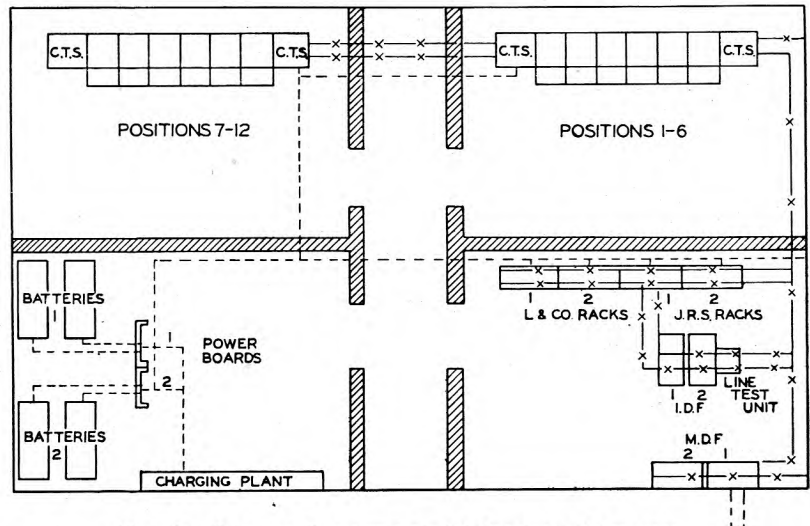 C.T.S.
C.T.S.
C.T.S.
C.T.S.
POSITIONS 7-12
POSITIONS 1-6
BATTERIES
1
1
POWER
BOARDS
2
BATTERIES
2
CHARGING PLANT
1
2
1
2
L & CO. RACKS
J.R.S. RACKS
1
2
I.D.F
LINE
TEST
UNIT
M.D.F
2
1